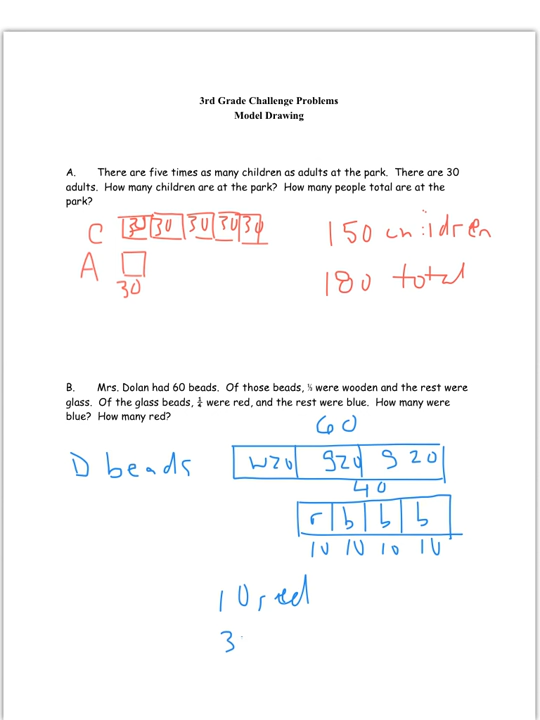 3rd Grade Challenge Problems
Model Drawing
A. There are five times as many children as adults at the park. There are 30
adults. How many children are at the park? How many people total are at the
park?
C 30 30 30 30 30
150 children
A
30
180 total
B. Mrs. Dolan had 60 beads. Of those beads, ⅓ were wooden and the rest were
glass. Of the glass beads, ¼ were red, and the rest were blue. How many were
blue? How many red?
60
D beads
w20 g20 g 20
40
r b b b
10 10 10 10
10 red
3